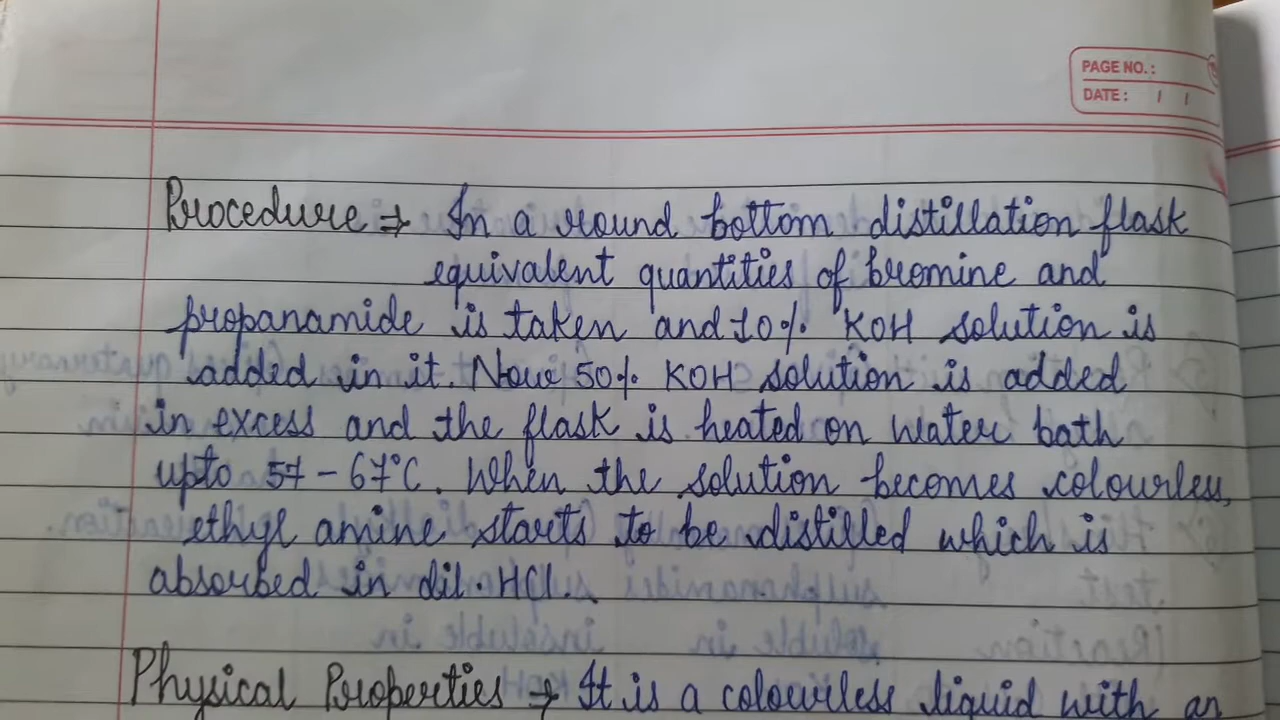 PAGE NO.:
DATE: / /
Procedure ⇒ In a round bottom distillation flask
equivalent quantities of bromine and
propanamide is taken and 10% KOH solution is
added in it. Now 50% KOH solution is added
in excess and the flask is heated on water bath
upto 57 - 67°C. When the solution becomes colourless,
ethyl amine starts to be distilled which is
absorbed in dil. HCl.
Physical Properties → It is a colourless liquid with an